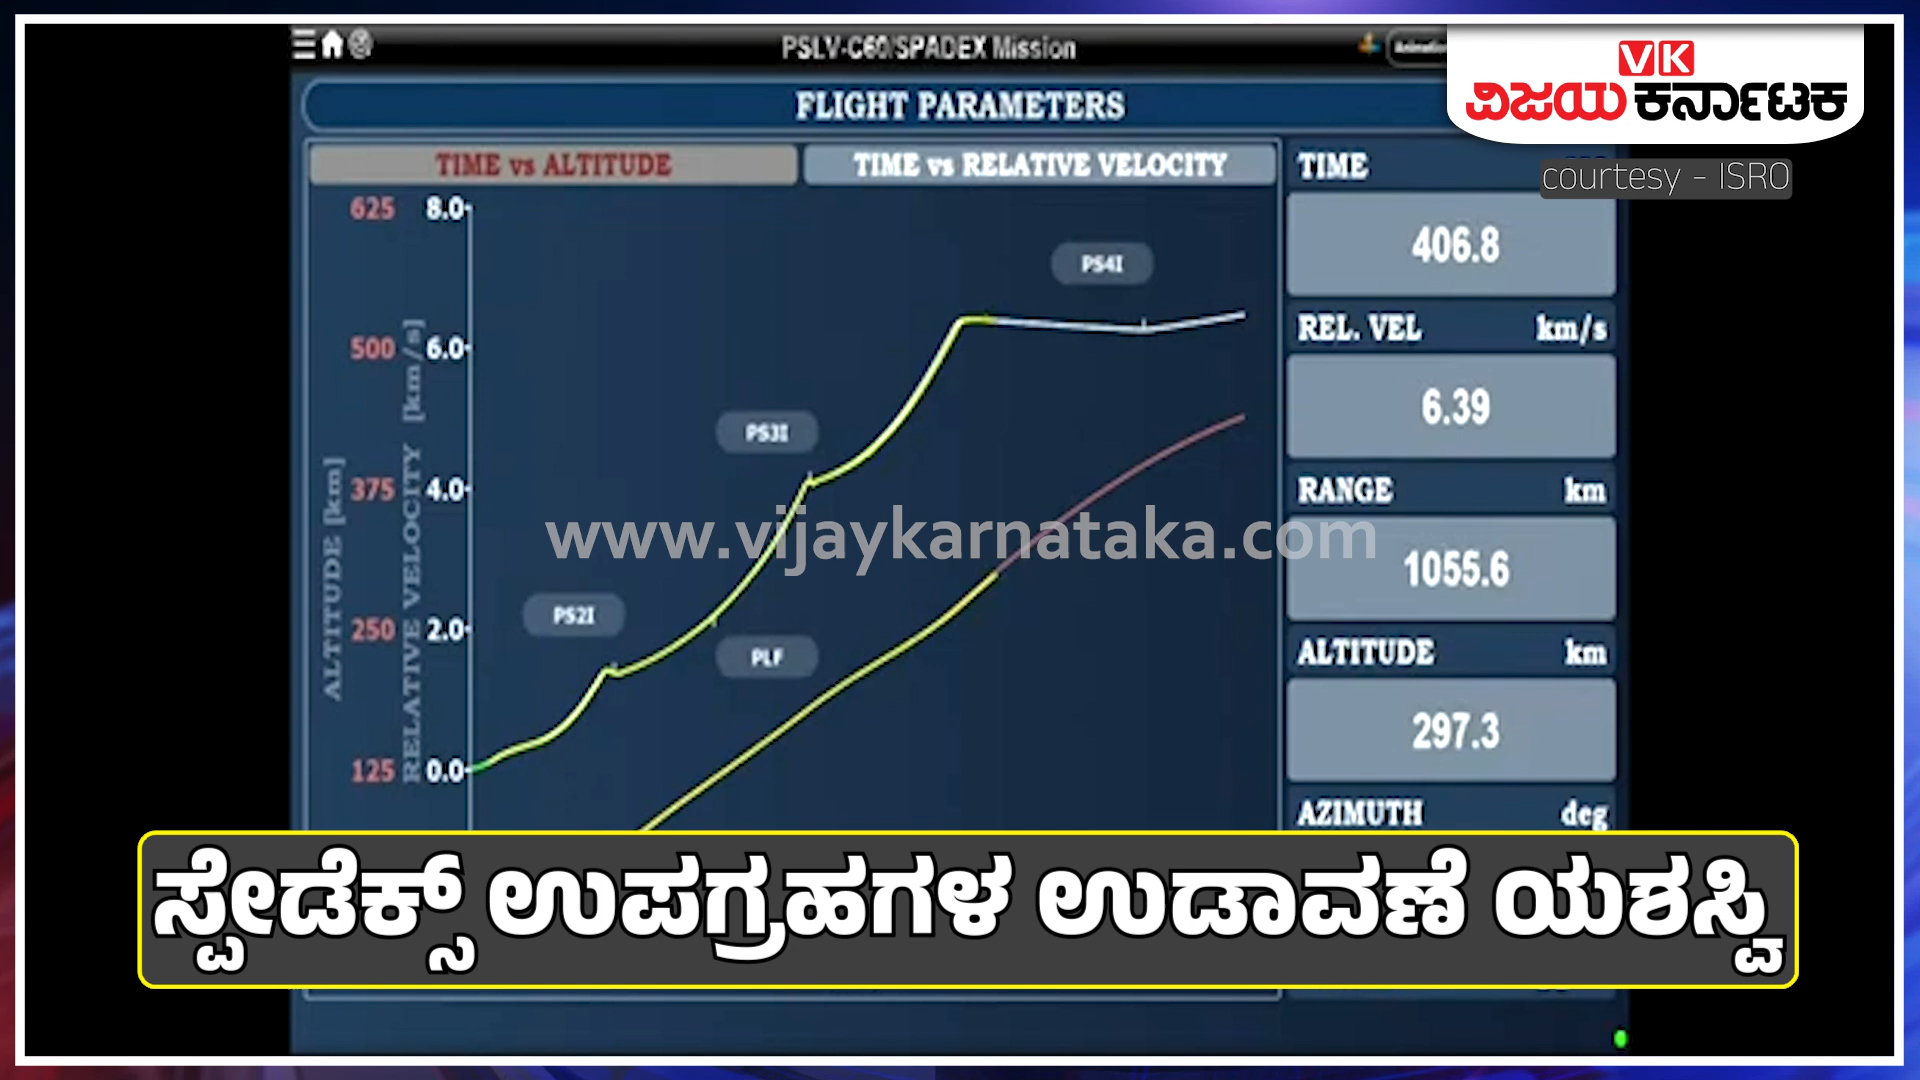 PSLV-C60/SPADEX Mission
Animation
VK
ವಿಜಯ ಕರ್ನಾಟಕ
courtesy - ISRO
FLIGHT PARAMETERS
TIME vs ALTITUDE
TIME vs RELATIVE VELOCITY
625 8.0
500 6.0
375 4.0
250 2.0
125 0.0
ALTITUDE [km]
RELATIVE VELOCITY [km/s]
PS4I
PS3I
PS2I
PLF
TIME
406.8
REL. VEL km/s
6.39
RANGE km
1055.6
ALTITUDE km
297.3
AZIMUTH deg
www.vijaykarnataka.com
ಸ್ಪೇಡೆಕ್ಸ್ ಉಪಗ್ರಹಗಳ ಉಡಾವಣೆ ಯಶಸ್ವಿ